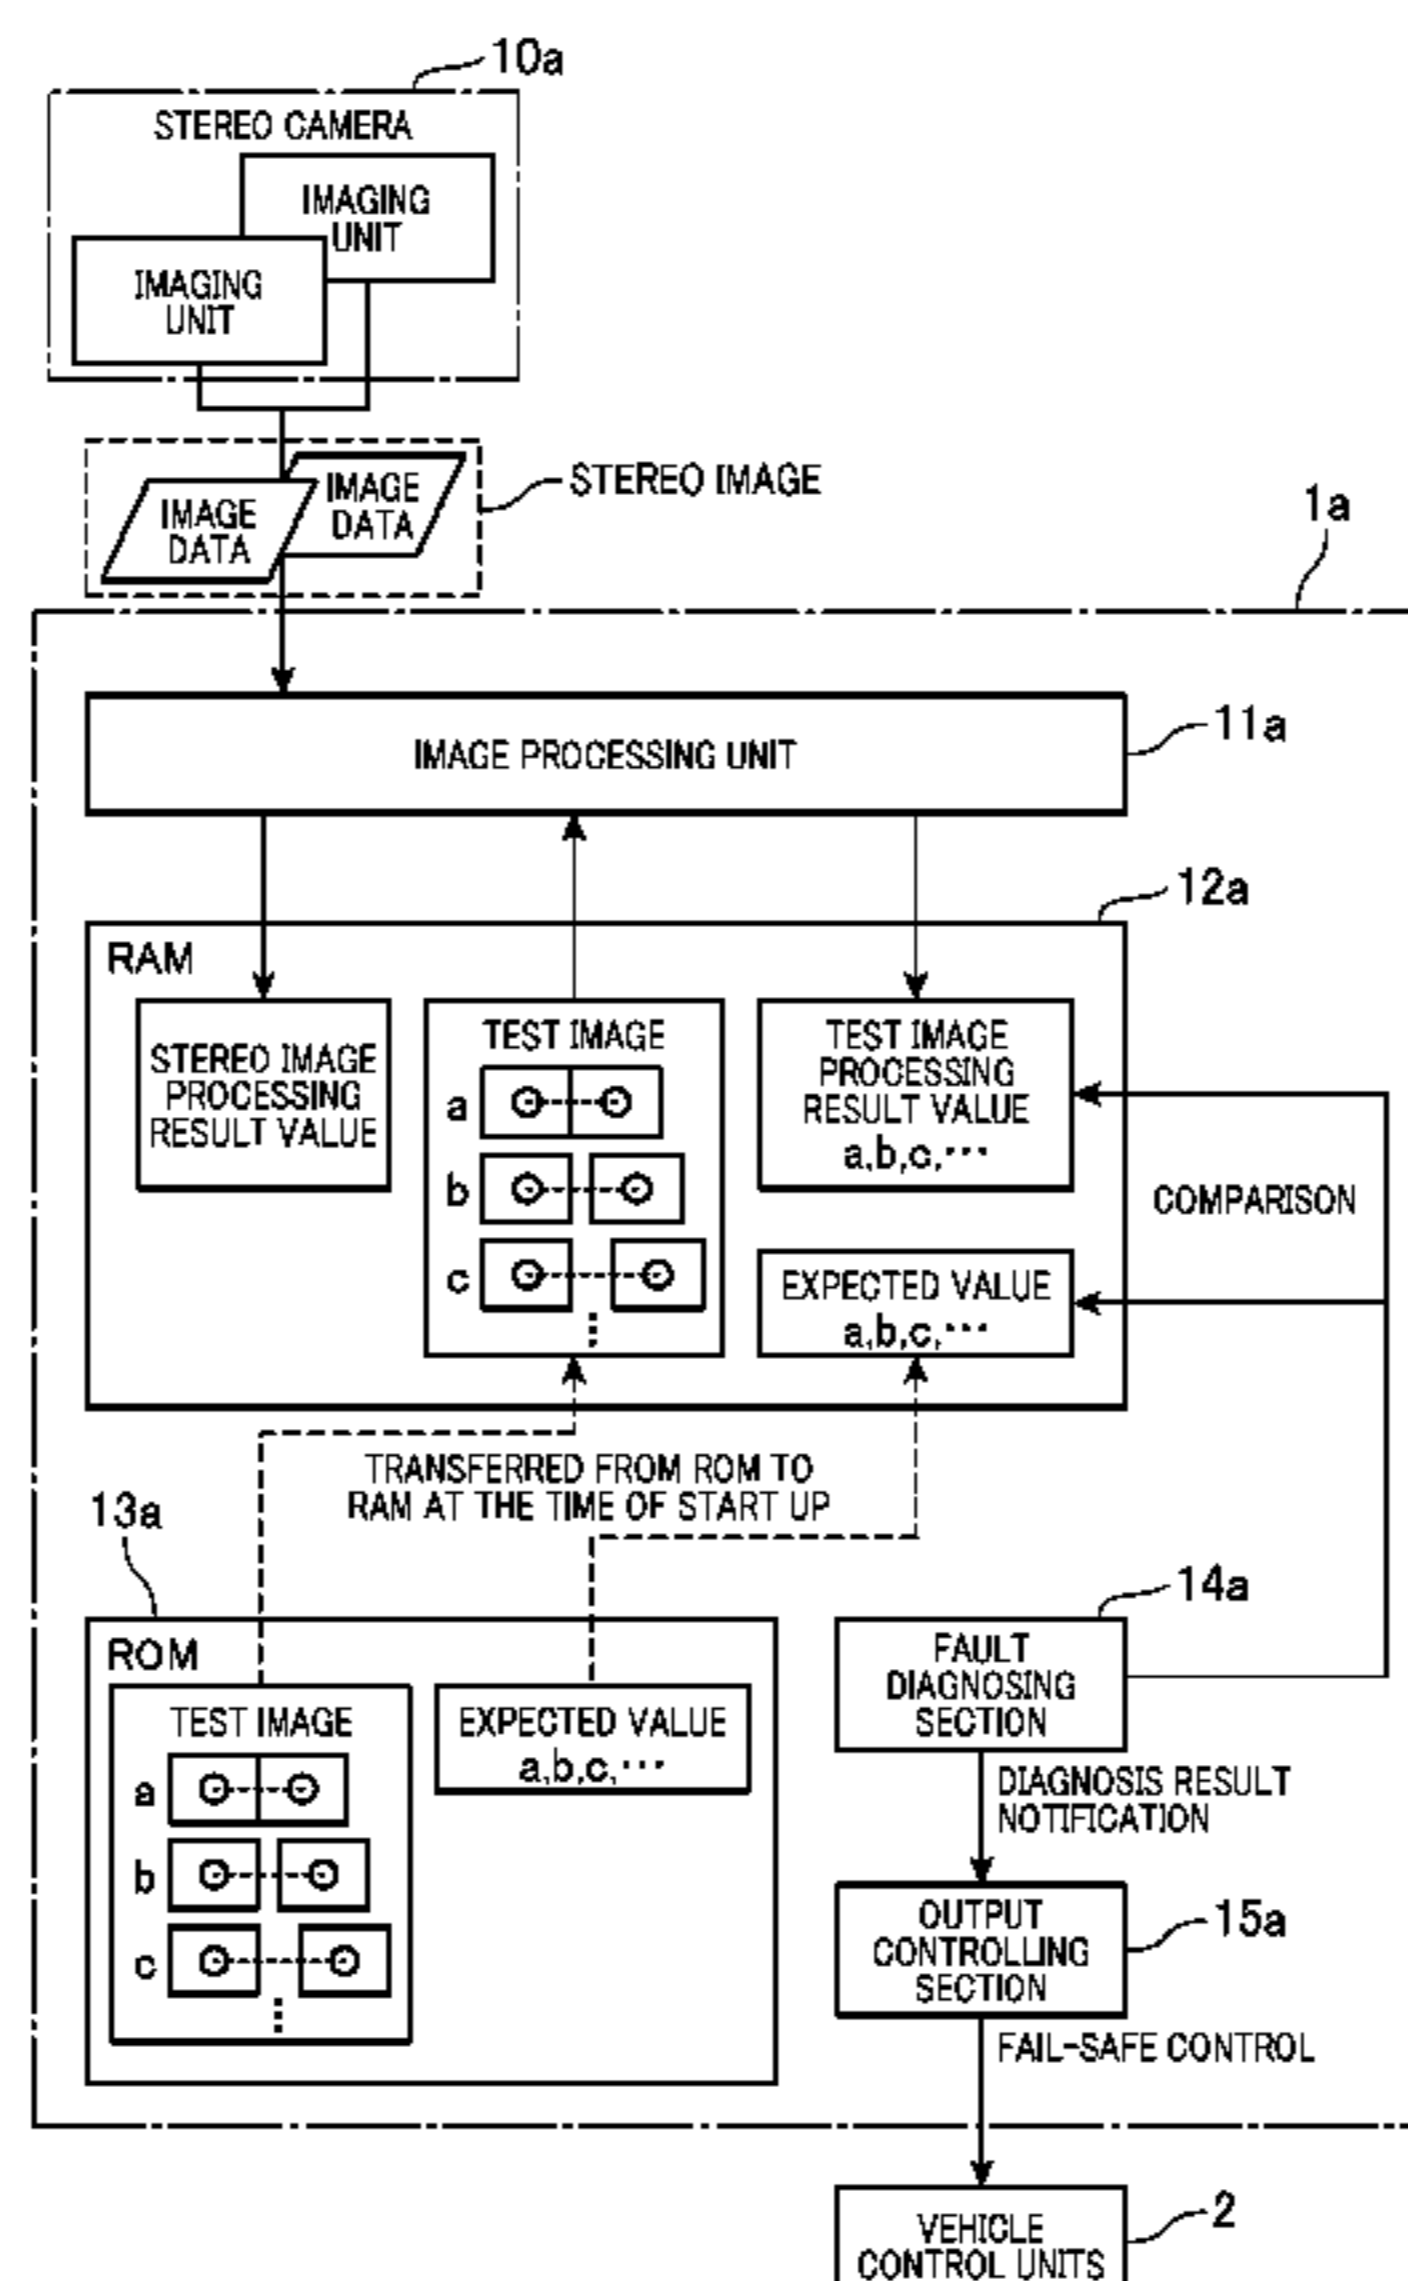 10a
STEREO CAMERA
IMAGING
UNIT
IMAGING
UNIT
IMAGE
DATA
IMAGE
DATA
STEREO IMAGE
1a
IMAGE PROCESSING UNIT
11a
12a
RAM
STEREO IMAGE
PROCESSING
RESULT VALUE
TEST IMAGE
a
b
c
⋮
TEST IMAGE
PROCESSING
RESULT VALUE
a,b,c,⋯
COMPARISON
EXPECTED VALUE
a,b,c,⋯
TRANSFERRED FROM ROM TO
RAM AT THE TIME OF START UP
13a
ROM
TEST IMAGE
a
b
c
⋮
EXPECTED VALUE
a,b,c,⋯
14a
FAULT
DIAGNOSING
SECTION
DIAGNOSIS RESULT
NOTIFICATION
OUTPUT
CONTROLLING
SECTION
15a
FAIL-SAFE CONTROL
VEHICLE
CONTROL UNITS
2